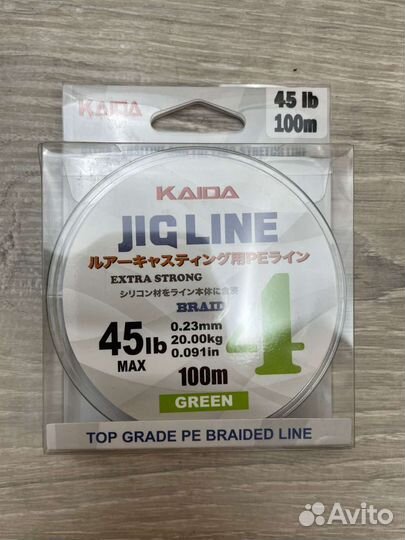 KAIDA
45 lb
100m
STRETCH LINE
KAIDA
JIG LINE
ルアーキャスティング用PEライン
EXTRA STRONG
シリコン材をライン本体に含浸
BRAID
4
45lb
MAX
0.23mm
20.00kg
0.091in
100m
GREEN
TOP GRADE PE BRAIDED LINE
Avito